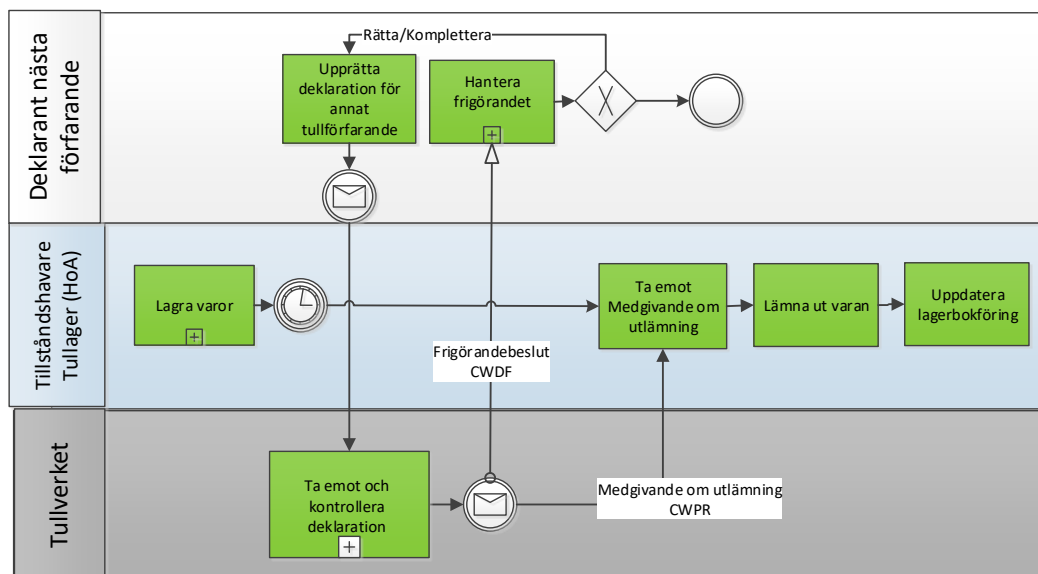 Deklarant nästa
förfarande
Rätta/Komplettera
Upprätta
deklaration för
annat
tullförfarande
Hantera
frigörandet
Tillståndshavare
Tullager (HoA)
Lagra varor
Ta emot
Medgivande om
utlämning
Lämna ut varan
Uppdatera
lagerbokföring
Frigörandebeslut
CWDF
Tullverket
Ta emot och
kontrollera
deklaration
Medgivande om utlämning
CWPR